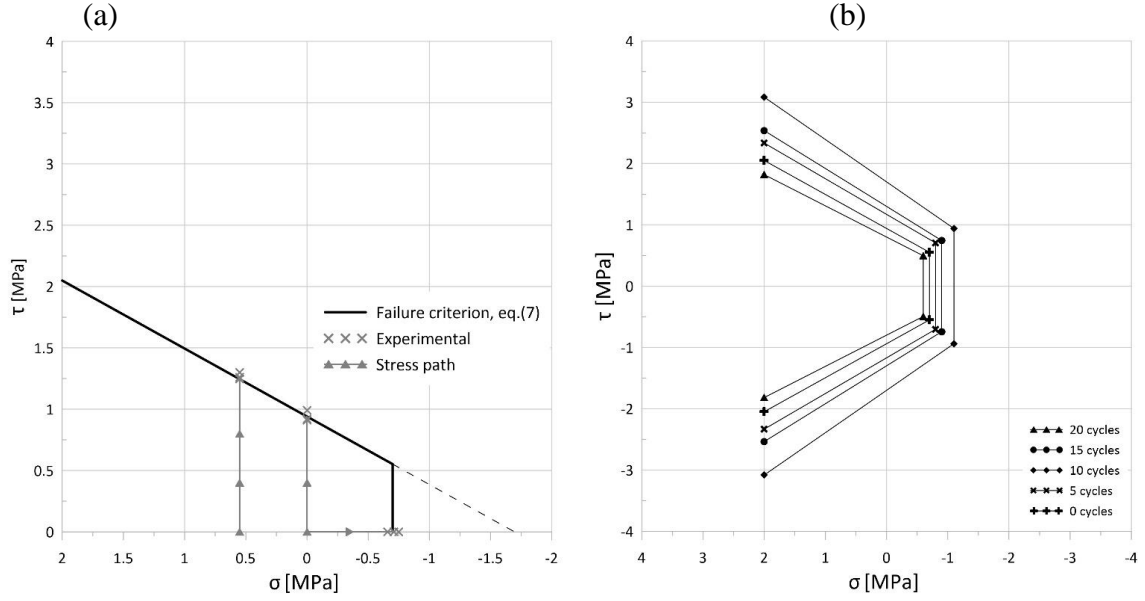 (a)
(b)
4
3.5
3
2.5
2
1.5
1
0.5
0
τ [MPa]
2
1.5
1
0.5
0
-0.5
-1
-1.5
-2
σ [MPa]
Failure criterion, eq.(7)
Experimental
Stress path
4
3
2
1
0
-1
-2
-3
-4
τ [MPa]
4
3
2
1
0
-1
-2
-3
-4
σ [MPa]
20 cycles
15 cycles
10 cycles
5 cycles
0 cycles